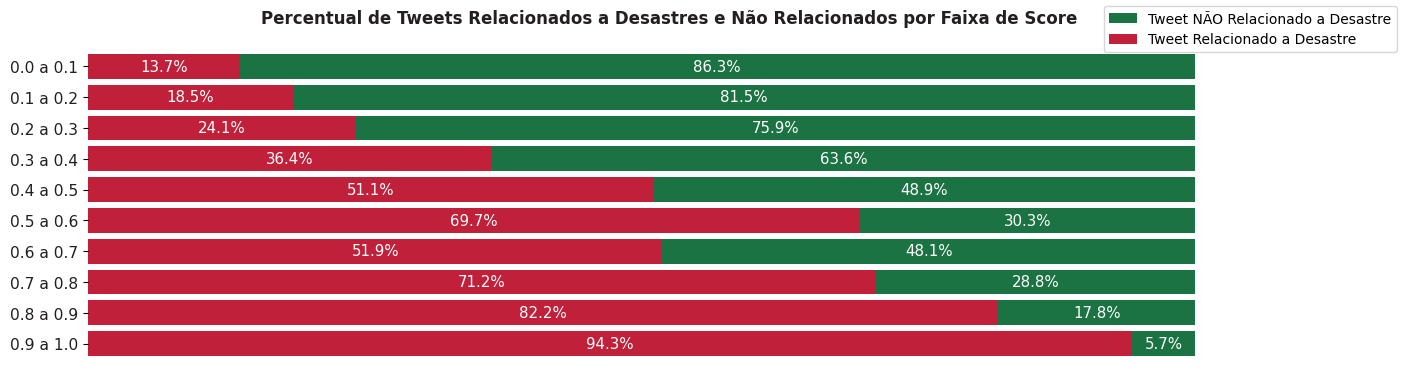 Percentual de Tweets Relacionados a Desastres e Não Relacionados por Faixa de Score
Tweet NÃO Relacionado a Desastre
Tweet Relacionado a Desastre
0.0 a 0.1 13.7% 86.3%
0.1 a 0.2 18.5% 81.5%
0.2 a 0.3 24.1% 75.9%
0.3 a 0.4 36.4% 63.6%
0.4 a 0.5 51.1% 48.9%
0.5 a 0.6 69.7% 30.3%
0.6 a 0.7 51.9% 48.1%
0.7 a 0.8 71.2% 28.8%
0.8 a 0.9 82.2% 17.8%
0.9 a 1.0 94.3% 5.7%